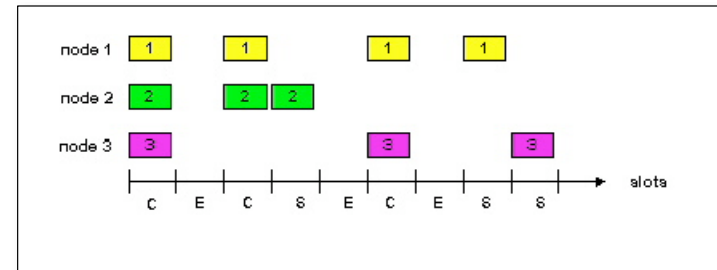 node 1 1 1 1 1
node 2 2 2 2
node 3 3 3 3
slots
C E C S E C E S S